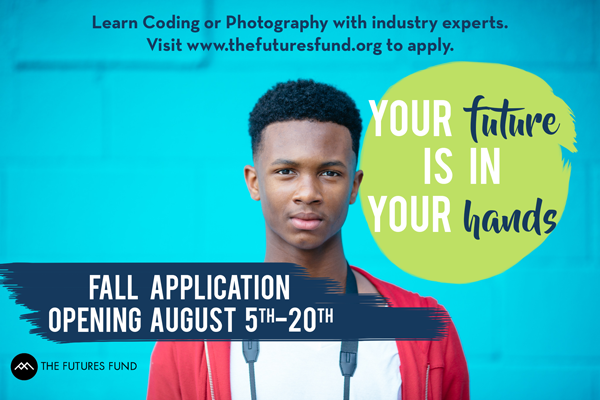 Learn Coding or Photography with industry experts.
Visit www.thefuturesfund.org to apply.
YOUR future
IS IN
YOUR hands
FALL APPLICATION
OPENING AUGUST 5TH–20TH
THE FUTURES FUND